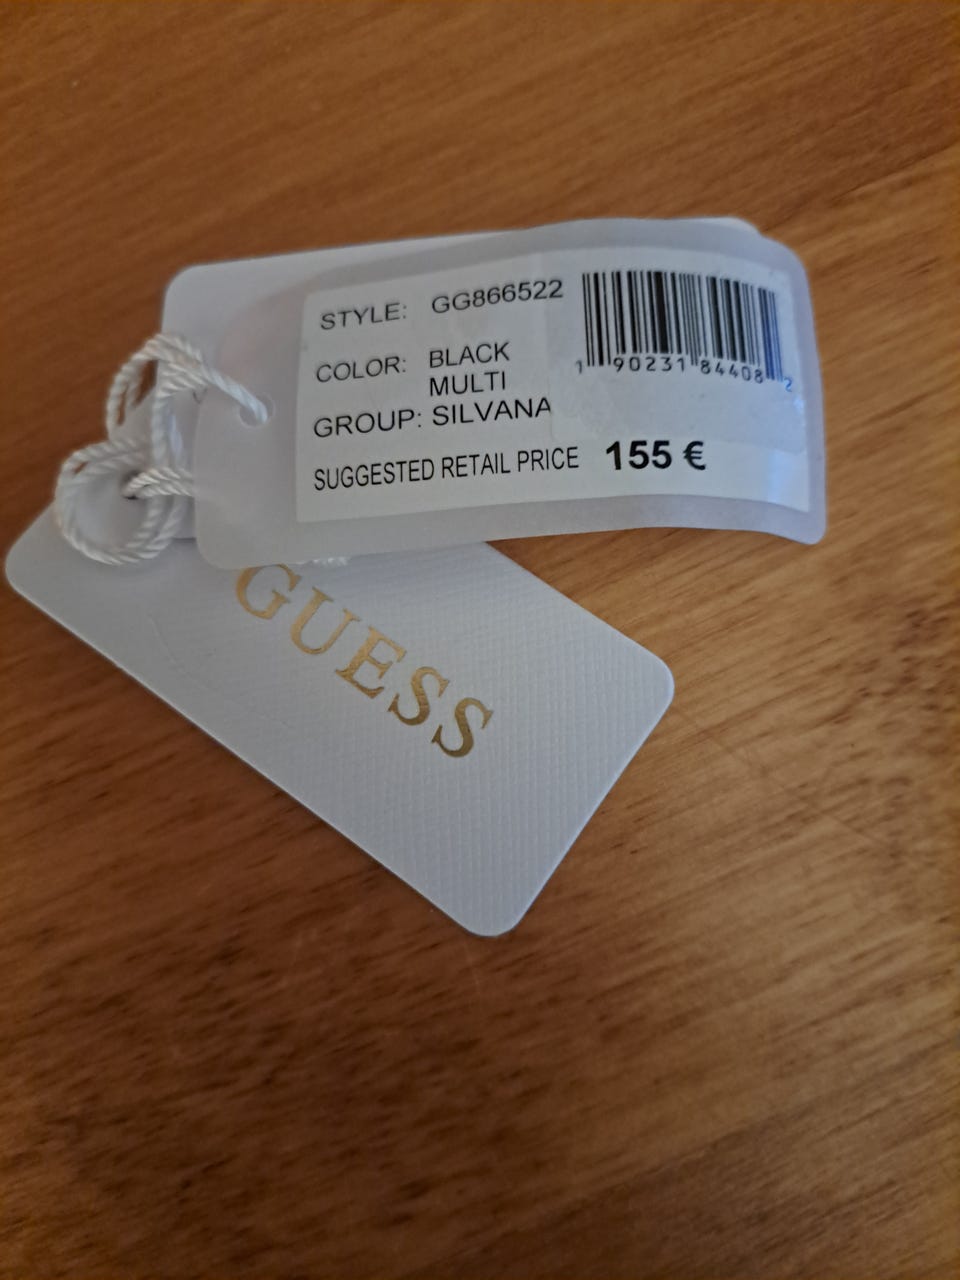 STYLE: GG866522
COLOR: BLACK
MULTI
GROUP: SILVANA
1 90231 84408 2
SUGGESTED RETAIL PRICE 155 €
GUESS